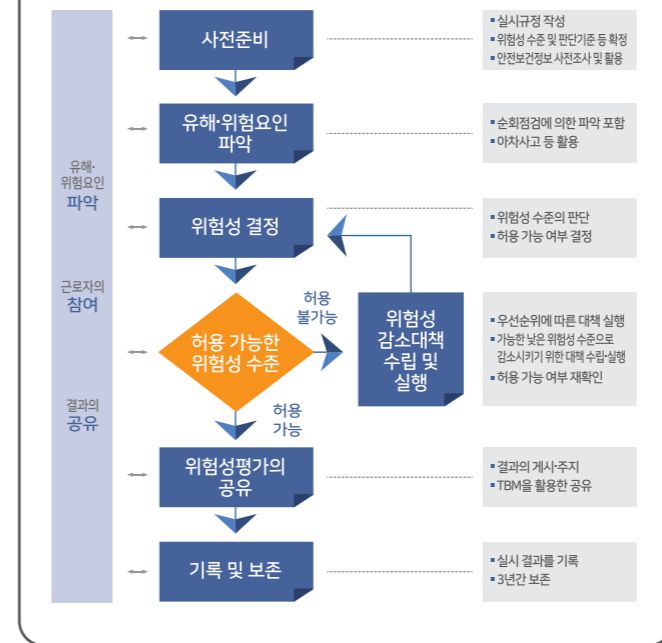 사전준비
▪ 실시규정 작성
▪ 위험성 수준 및 판단기준 등 확정
▪ 안전보건정보 사전조사 및 활용
유해·위험요인
파악
▪ 순회점검에 의한 파악 포함
▪ 아차사고 등 활용
유해·
위험요인
파악
위험성 결정
▪ 위험성 수준의 판단
▪ 허용 가능 여부 결정
근로자의
참여
허용 가능한
위험성 수준
허용
불가능
위험성
감소대책
수립 및
실행
▪ 우선순위에 따른 대책 실행
▪ 가능한 낮은 위험성 수준으로
감소시키기 위한 대책 수립·실행
▪ 허용 가능 여부 재확인
결과의
공유
허용
가능
위험성평가의
공유
▪ 결과의 게시·주지
▪ TBM을 활용한 공유
기록 및 보존
▪ 실시 결과를 기록
▪ 3년간 보존